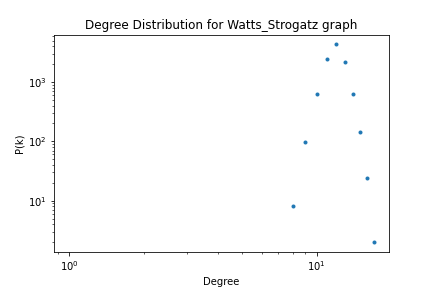 Degree Distribution for Watts_Strogatz graph
10³
10²
10¹
P(k)
10⁰
10¹
Degree